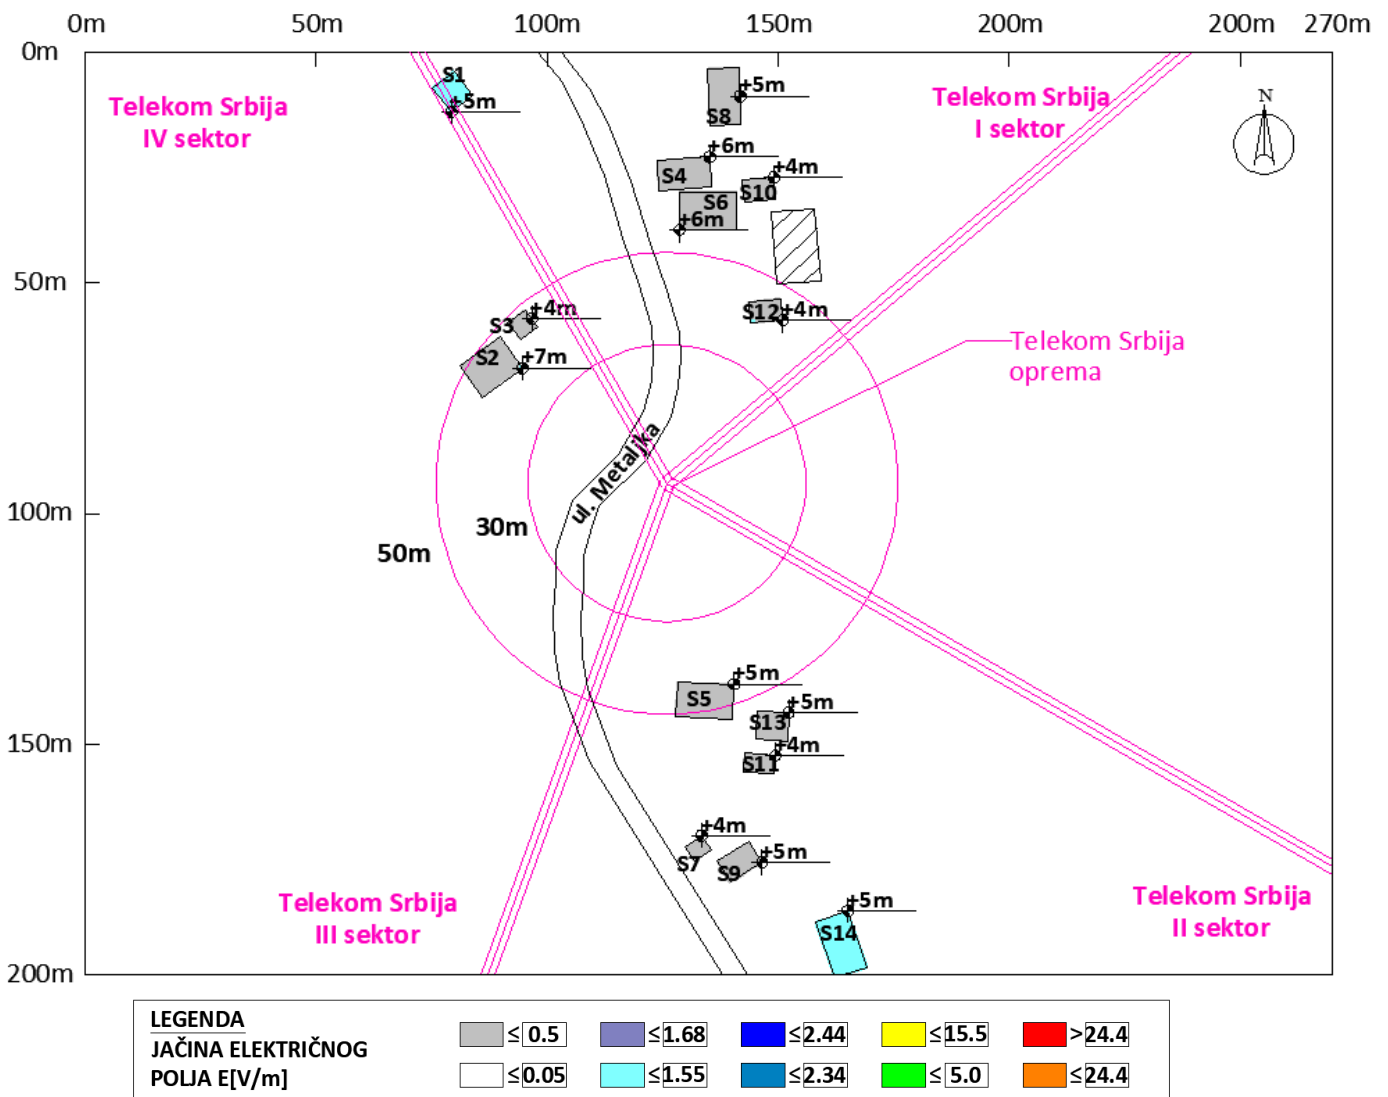 0m 50m 100m 150m 200m 200m 270m
0m
Telekom Srbija
IV sektor
S1
+5m
+5m
S8
Telekom Srbija
I sektor
N
+6m
S4
+4m
S10
S6
+6m
50m
+4m
S3
S12
+4m
S2
+7m
Telekom Srbija
oprema
ul. Metaljka
100m
30m
50m
+5m
S5
+5m
S13
150m
+4m
S11
+4m
S7
+5m
S9
Telekom Srbija
III sektor
+5m
S14
Telekom Srbija
II sektor
200m
LEGENDA
JAČINA ELEKTRIČNOG
POLJA E[V/m]
≤ 0.5 ≤1.68 ≤2.44 ≤15.5 >24.4
≤0.05 ≤1.55 ≤2.34 ≤ 5.0 ≤24.4